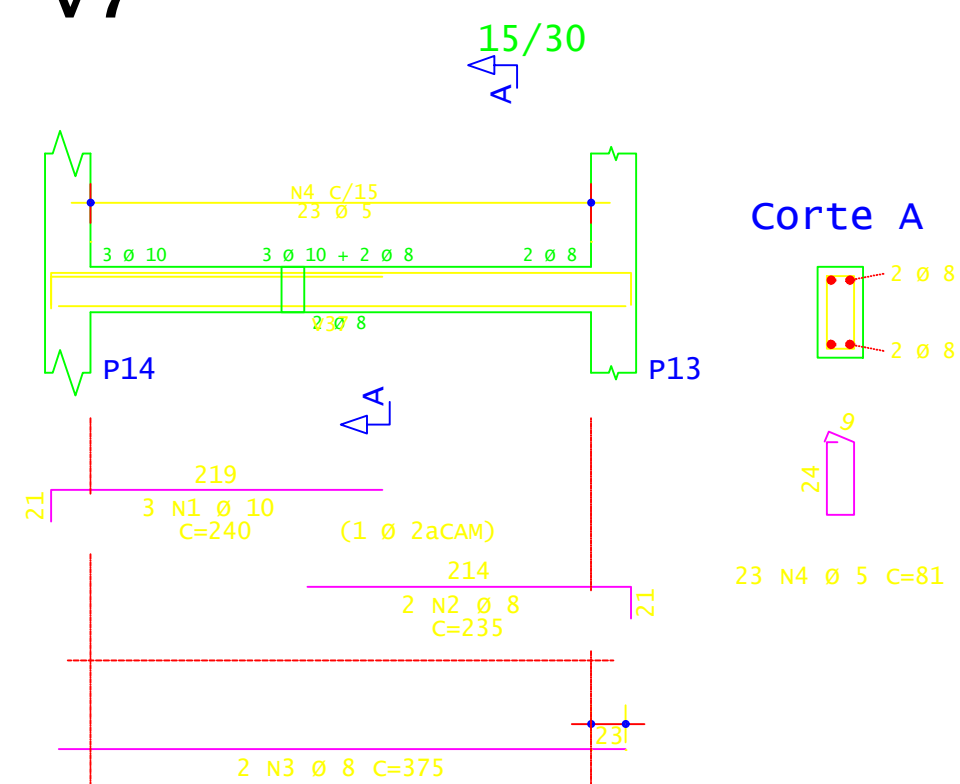 V7
15/30
A
N4 C/15
23 Ø 5
3 Ø 10
3 Ø 10 + 2 Ø 8
2 Ø 8
2 Ø 8
V37
P14
P13
A
Corte A
2 Ø 8
2 Ø 8
9
24
23 N4 Ø 5 C=81
219
21
3 N1 Ø 10
C=240
(1 Ø 2aCAM)
214
21
2 N2 Ø 8
C=235
23
2 N3 Ø 8 C=375